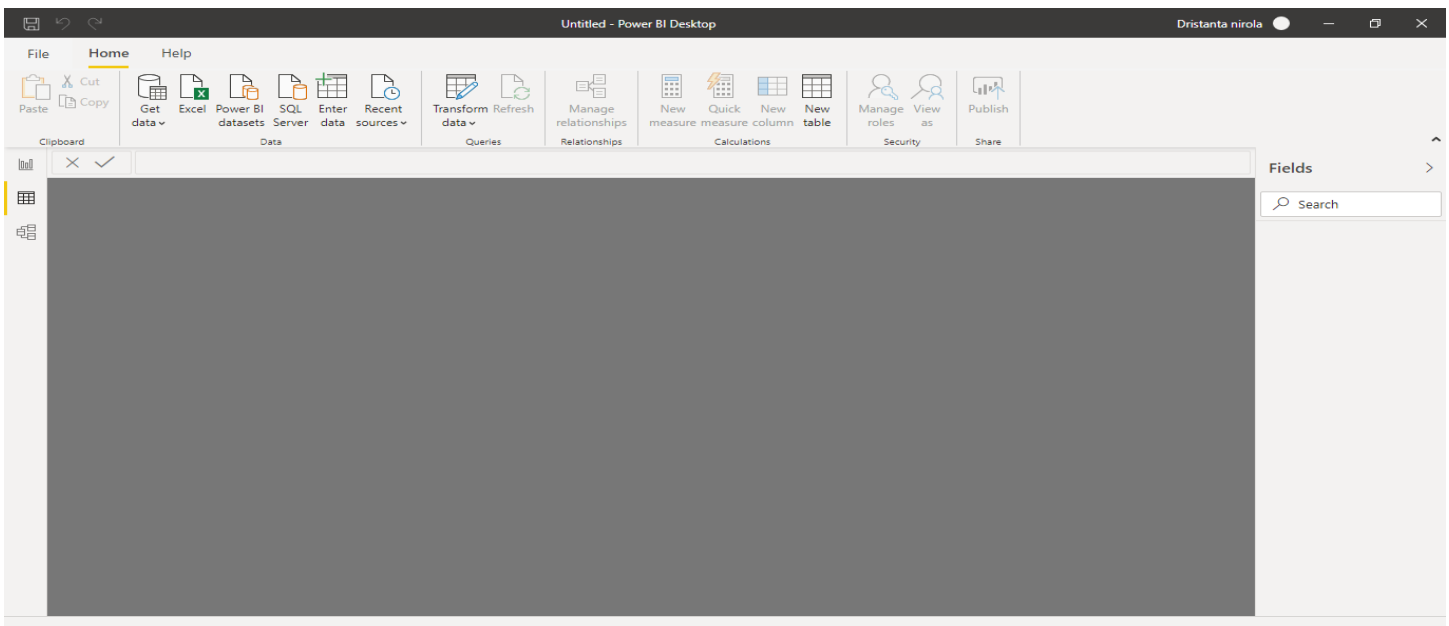 Untitled - Power BI Desktop
Dristanta nirola
File Home Help
Paste
Cut
Copy
Get data
Excel
Power BI datasets
SQL Server
Enter data
Recent sources
Transform data
Refresh
Manage relationships
New measure
Quick measure
New column
New table
Manage roles
View as
Publish
Clipboard
Data
Queries
Relationships
Calculations
Security
Share
Fields
Search